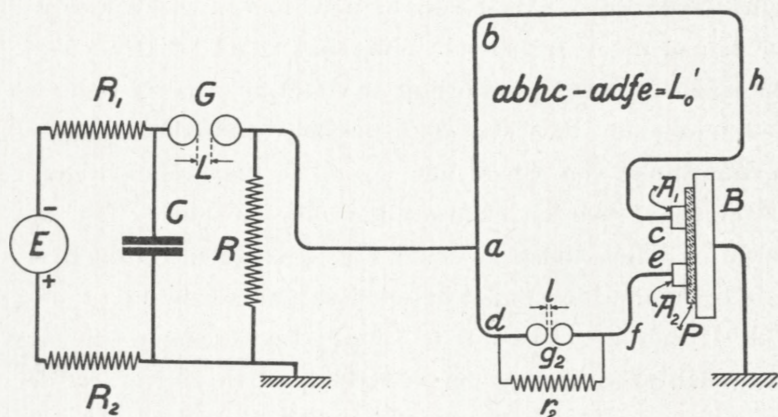 R₁
G
L
-
E
+
C
R
R₂
b
abhc-adfe=L₀'
h
A₁
B
c
a
e
A₂
l
d
g₂
f
P
r₂